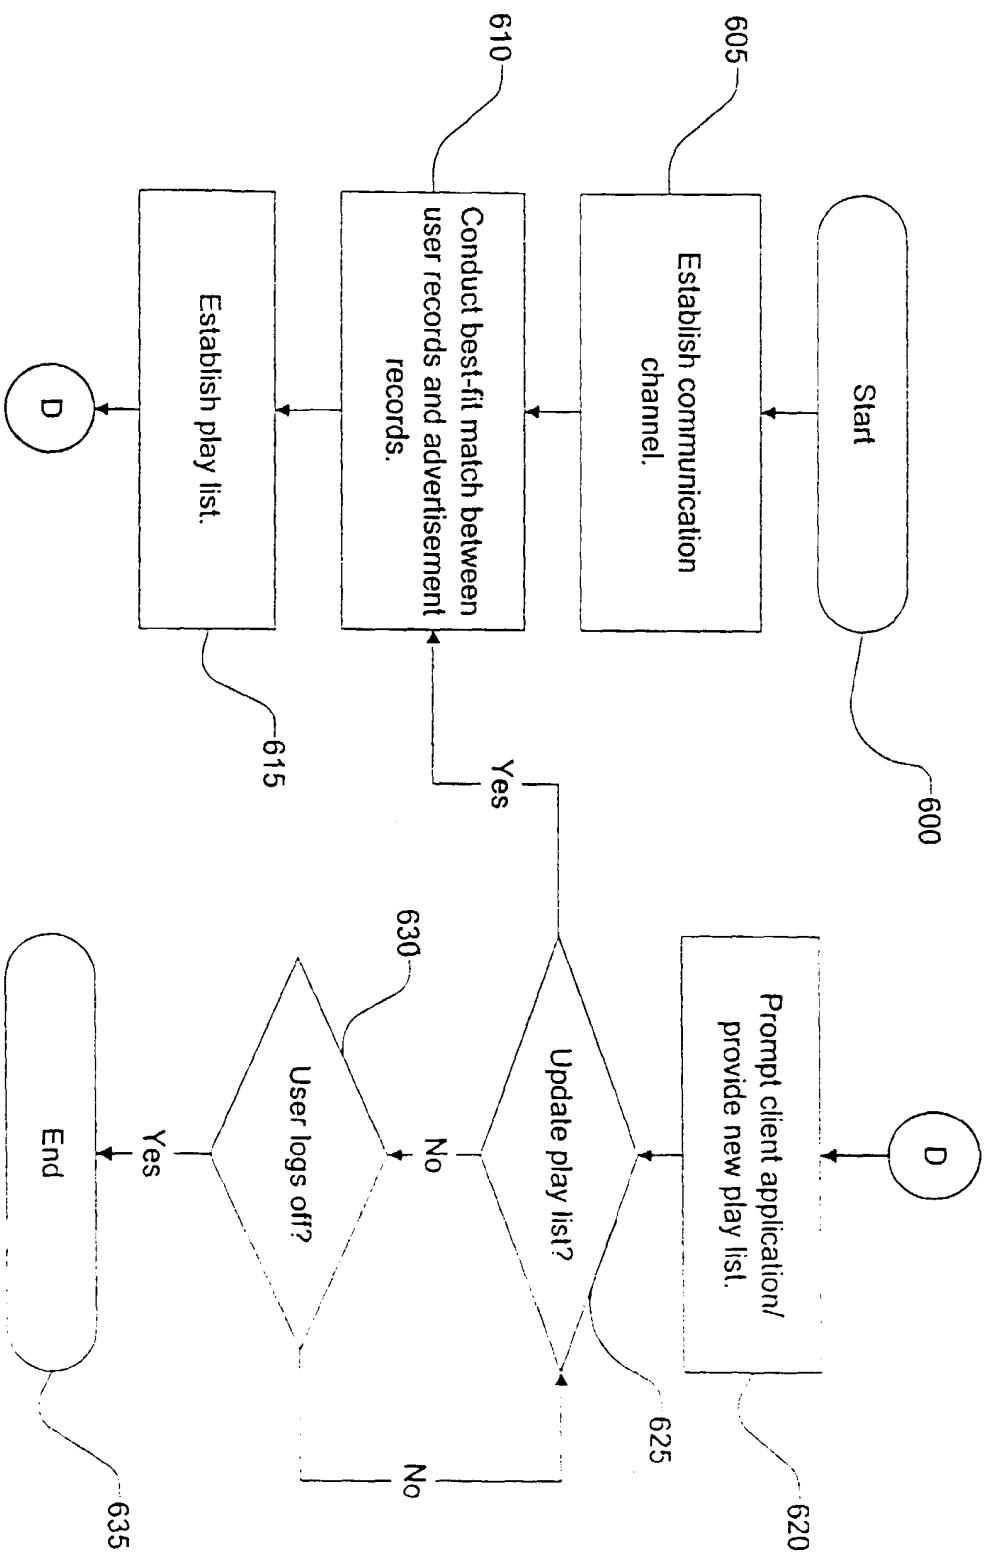 Start
600
605
Establish communication
channel.
610
Conduct best-fit match between
user records and advertisement
records.
Establish play list.
615
D
D
Prompt client application/
provide new play list.
620
Update play list?
625
Yes
No
630
User logs off?
No
Yes
End
635